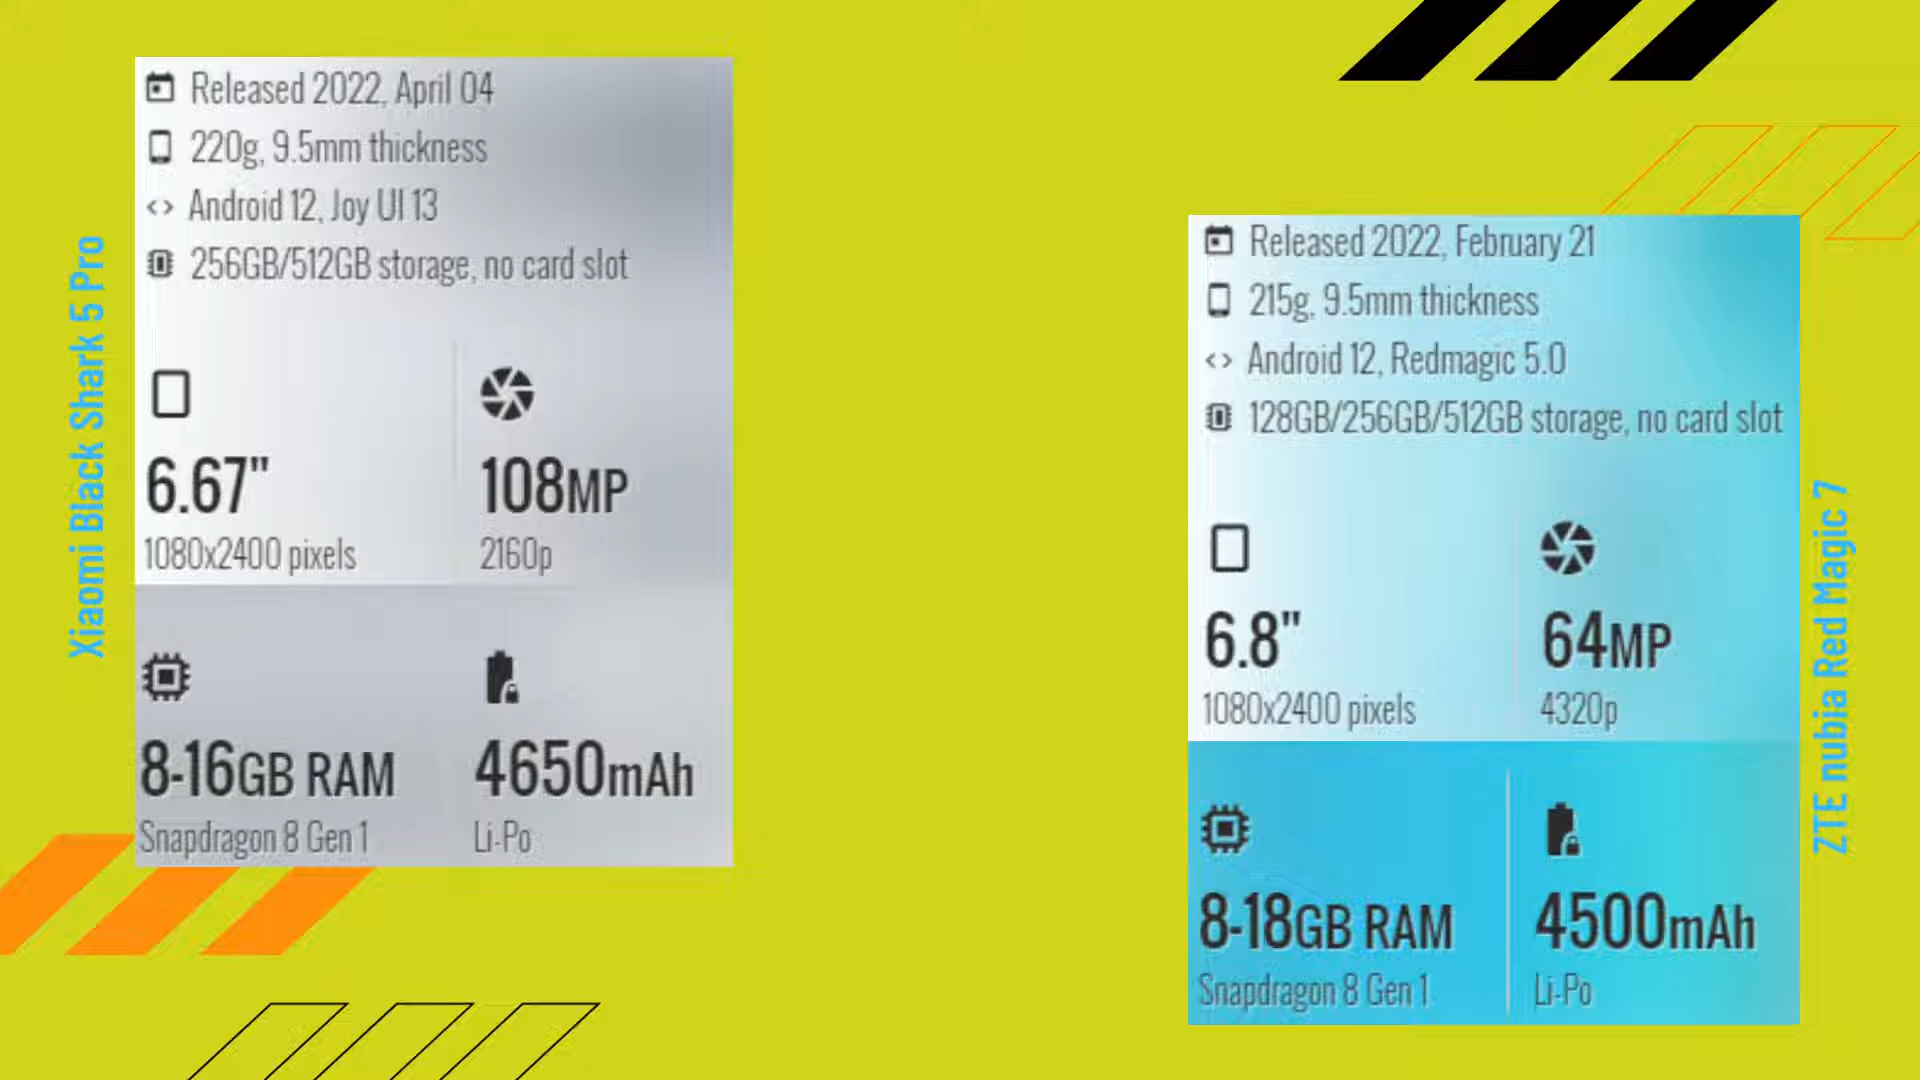 Xiaomi Black Shark 5 Pro
Released 2022, April 04
220g, 9.5mm thickness
Android 12, Joy UI 13
256GB/512GB storage, no card slot
6.67"
1080x2400 pixels
108MP
2160p
8-16GB RAM
Snapdragon 8 Gen 1
4650mAh
Li-Po
Released 2022, February 21
215g, 9.5mm thickness
Android 12, Redmagic 5.0
128GB/256GB/512GB storage, no card slot
6.8"
1080x2400 pixels
64MP
4320p
8-18GB RAM
Snapdragon 8 Gen 1
4500mAh
Li-Po
ZTE nubia Red Magic 7